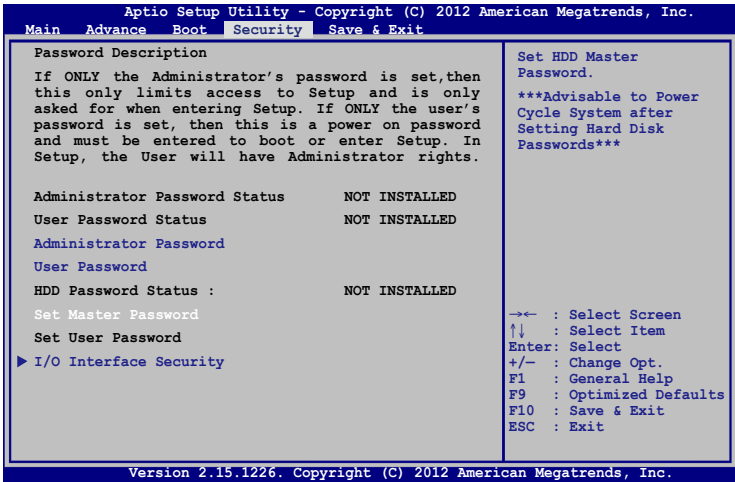 Aptio Setup Utility - Copyright (C) 2012 American Megatrends, Inc.
Main Advance Boot Security Save & Exit
Password Description
If ONLY the Administrator's password is set,then
this only limits access to Setup and is only
asked for when entering Setup. If ONLY the user's
password is set, then this is a power on password
and must be entered to boot or enter Setup. In
Setup, the User will have Administrator rights.
Administrator Password Status NOT INSTALLED
User Password Status NOT INSTALLED
Administrator Password
User Password
HDD Password Status : NOT INSTALLED
Set Master Password
Set User Password
I/O Interface Security
Set HDD Master
Password.
***Advisable to Power
Cycle System after
Setting Hard Disk
Passwords***
→← : Select Screen
↑↓ : Select Item
Enter: Select
+/— : Change Opt.
F1 : General Help
F9 : Optimized Defaults
F10 : Save & Exit
ESC : Exit
Version 2.15.1226. Copyright (C) 2012 American Megatrends, Inc.